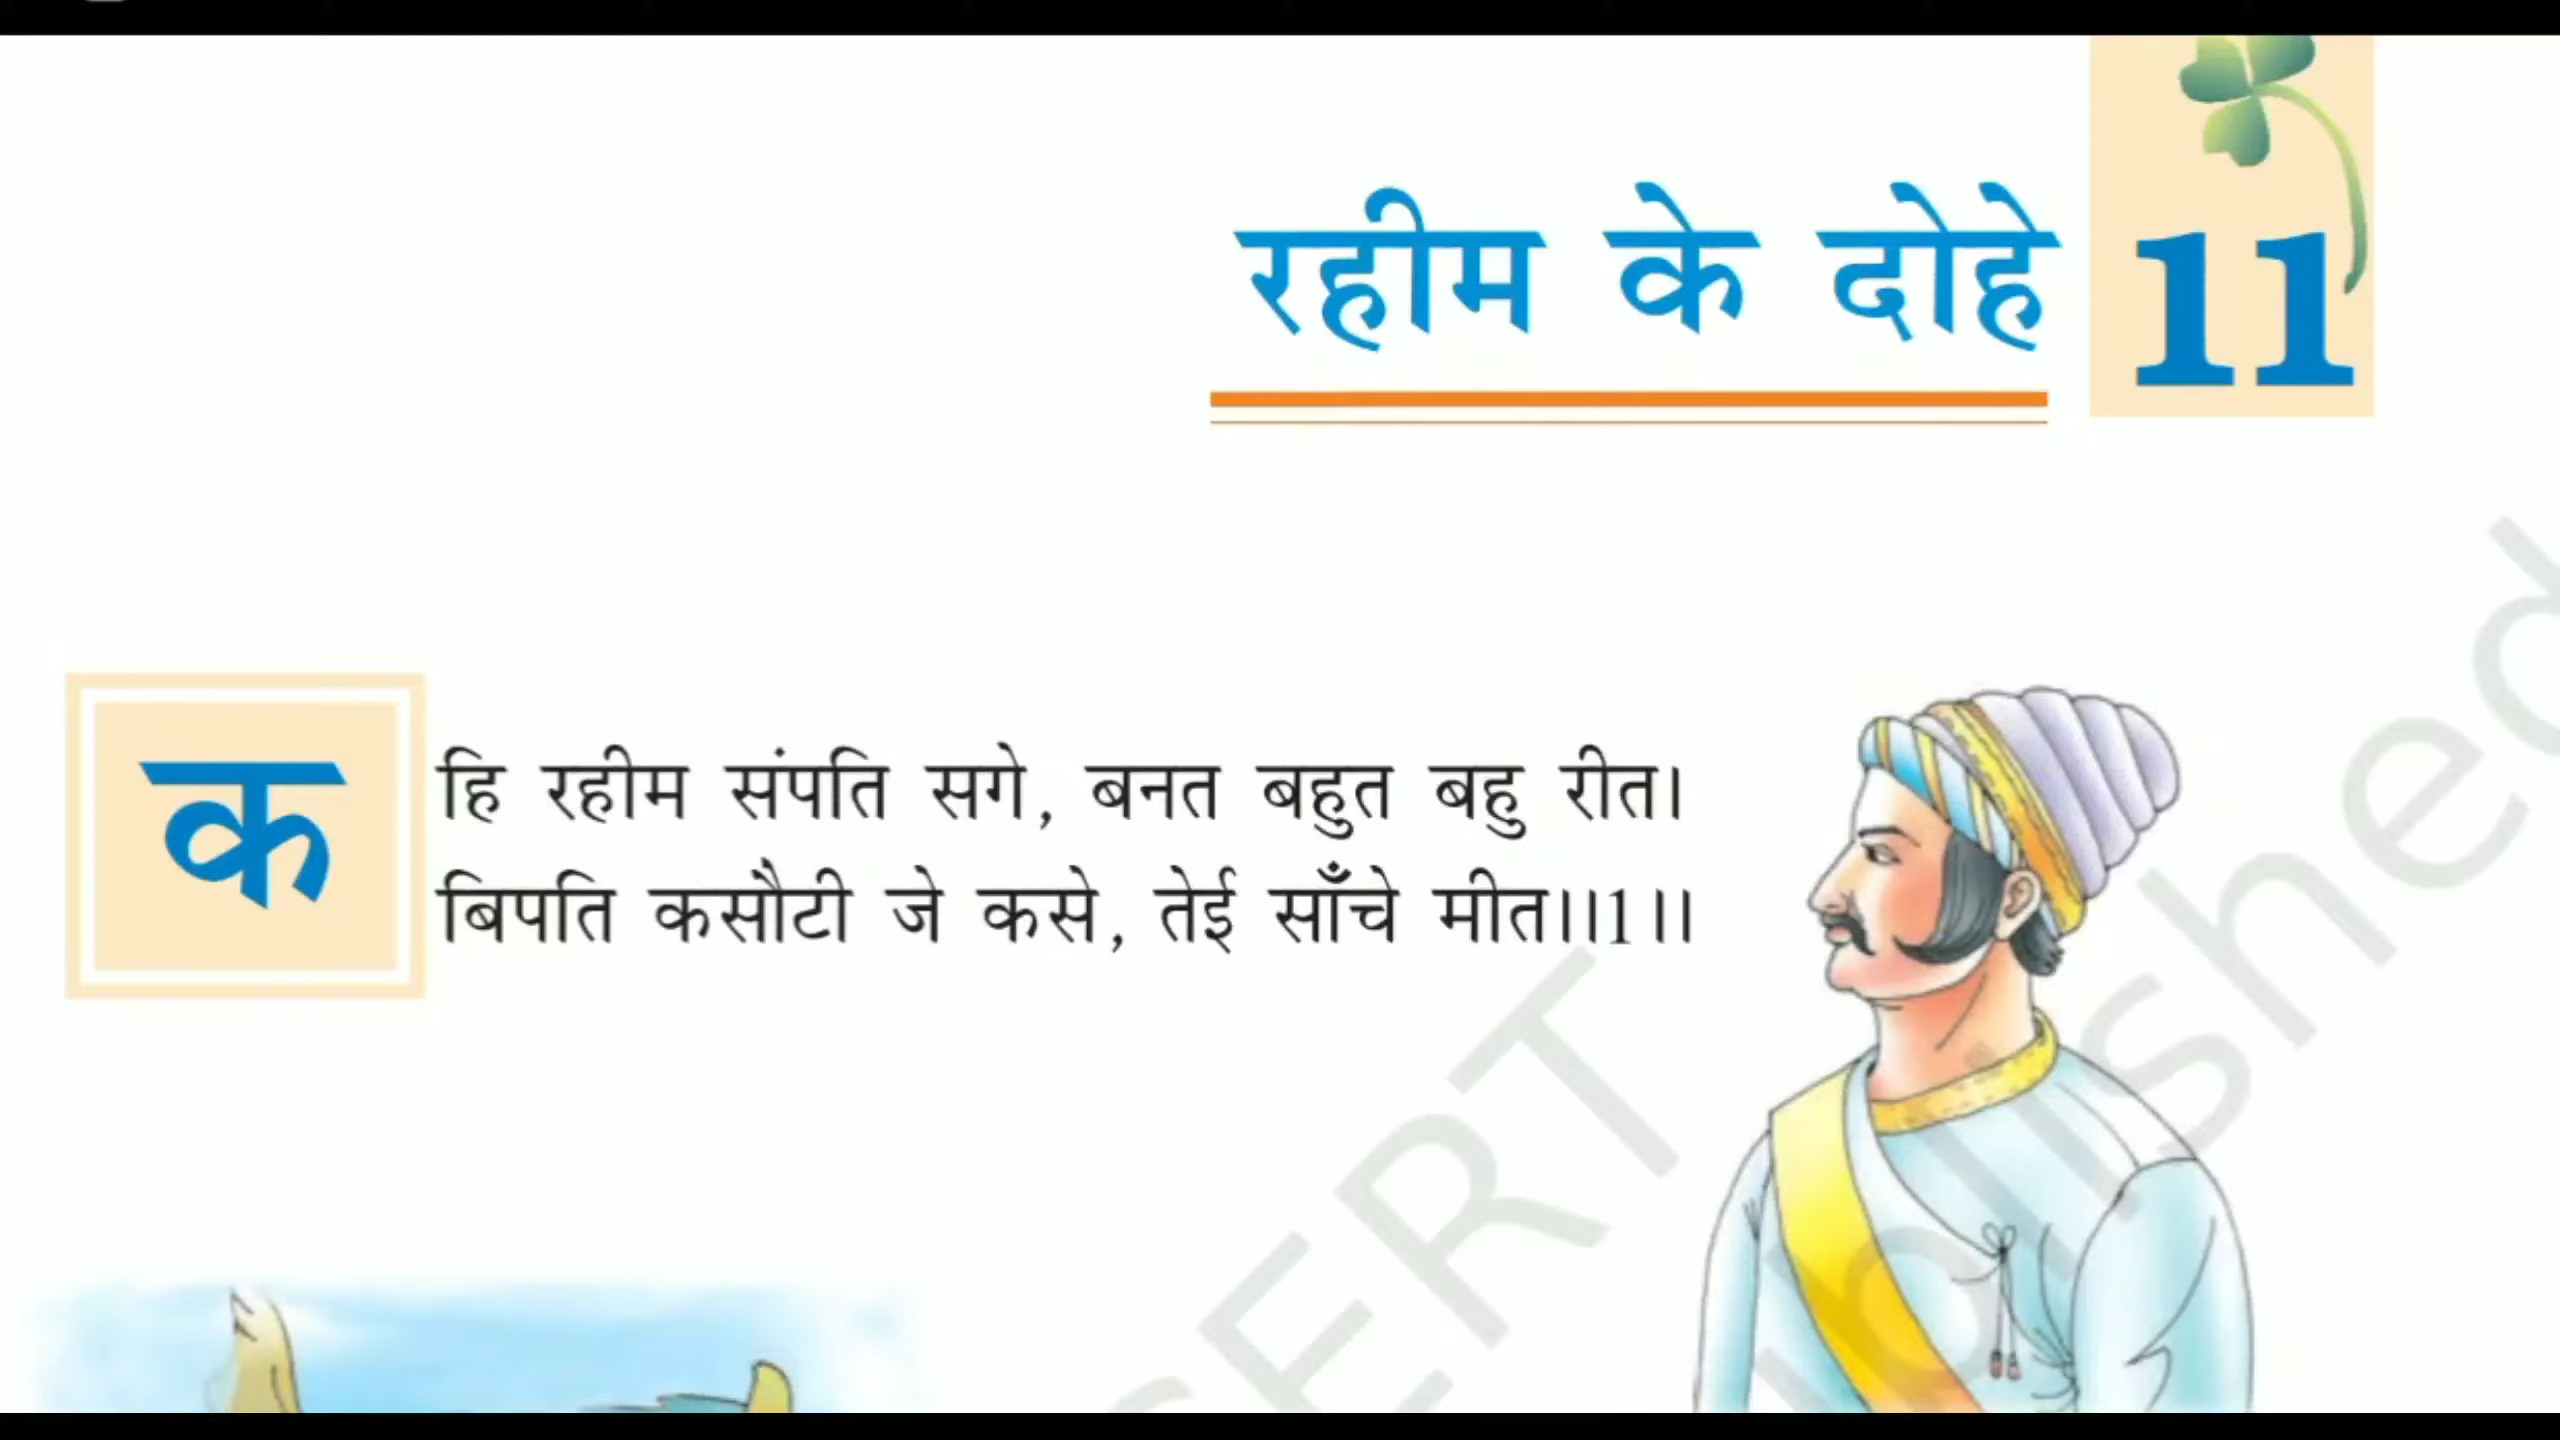 रहीम के दोहे 11
कहि रहीम संपति सगे, बनत बहुत बहु रीत।
बिपति कसौटी जे कसे, तेई साँचे मीत।।1।।